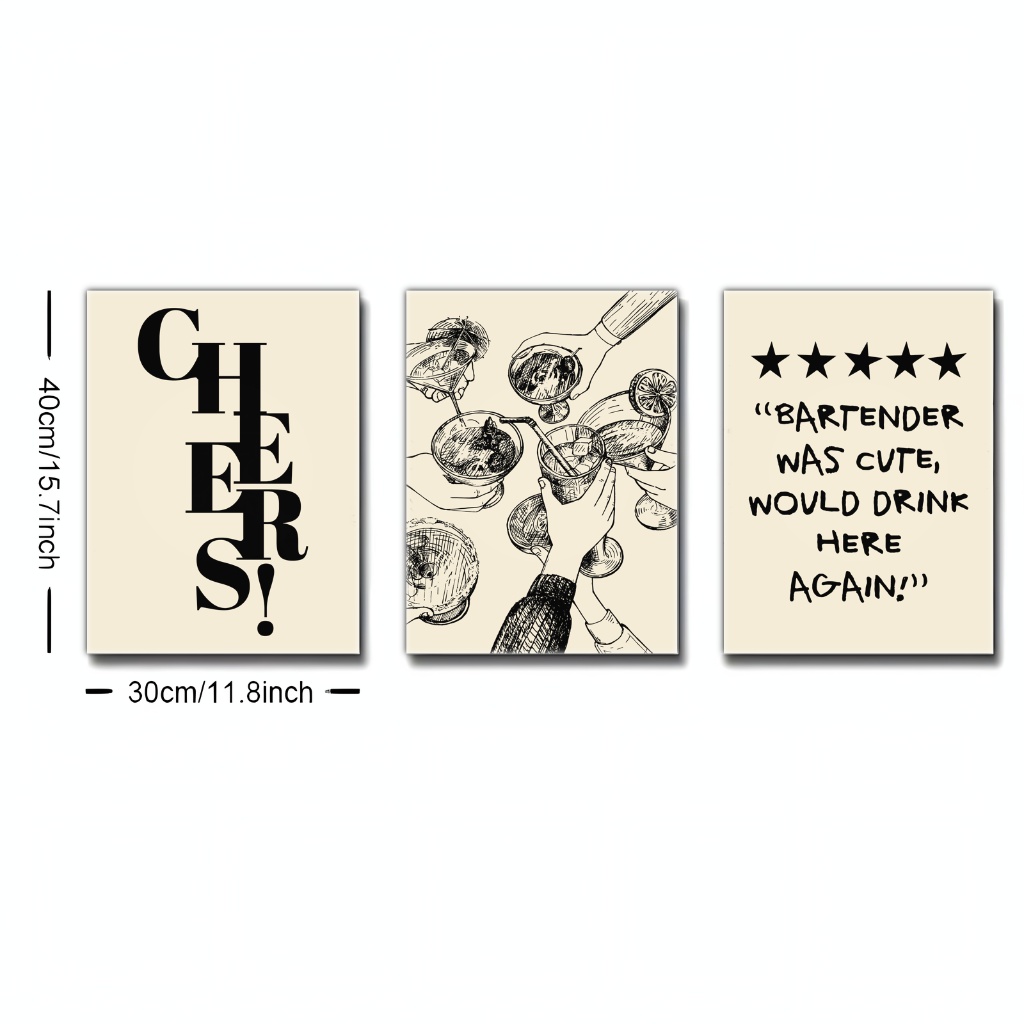 CHEERS!
★★★★★
“BARTENDER
WAS CUTE,
WOULD DRINK
HERE
AGAIN!”
40cm/15.7inch
30cm/11.8inch